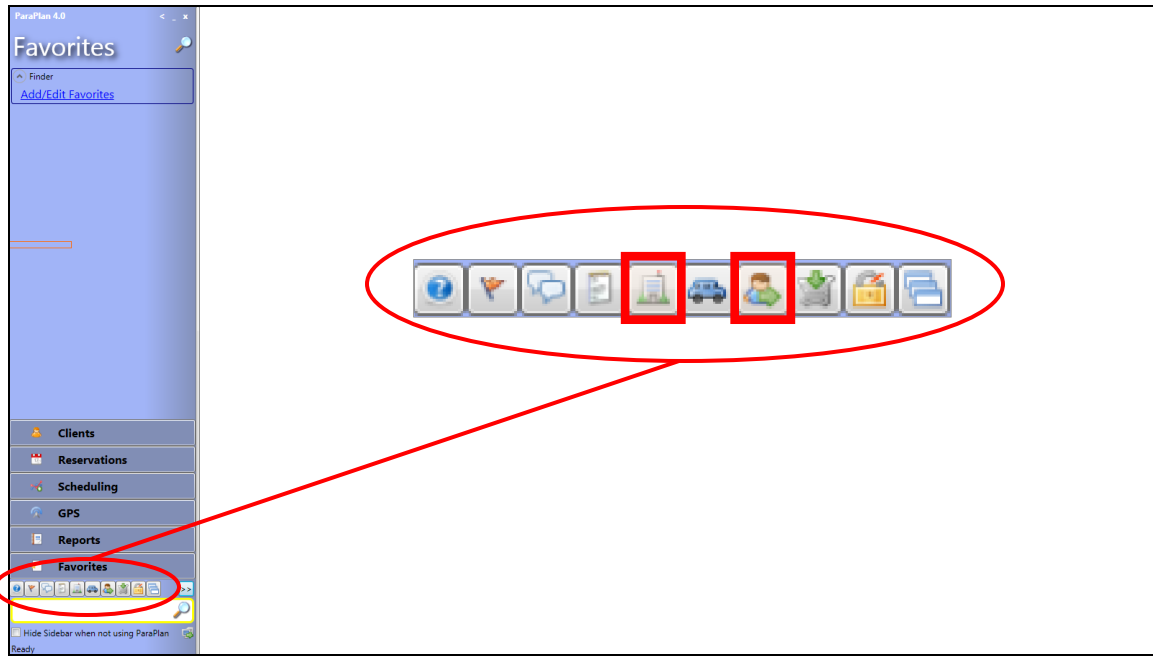 ParaPlan 4.0 < _ x
Favorites
^ Finder
Add/Edit Favorites
Clients
Reservations
Scheduling
GPS
Reports
Favorites
>>
Hide Sidebar when not using ParaPlan
Ready